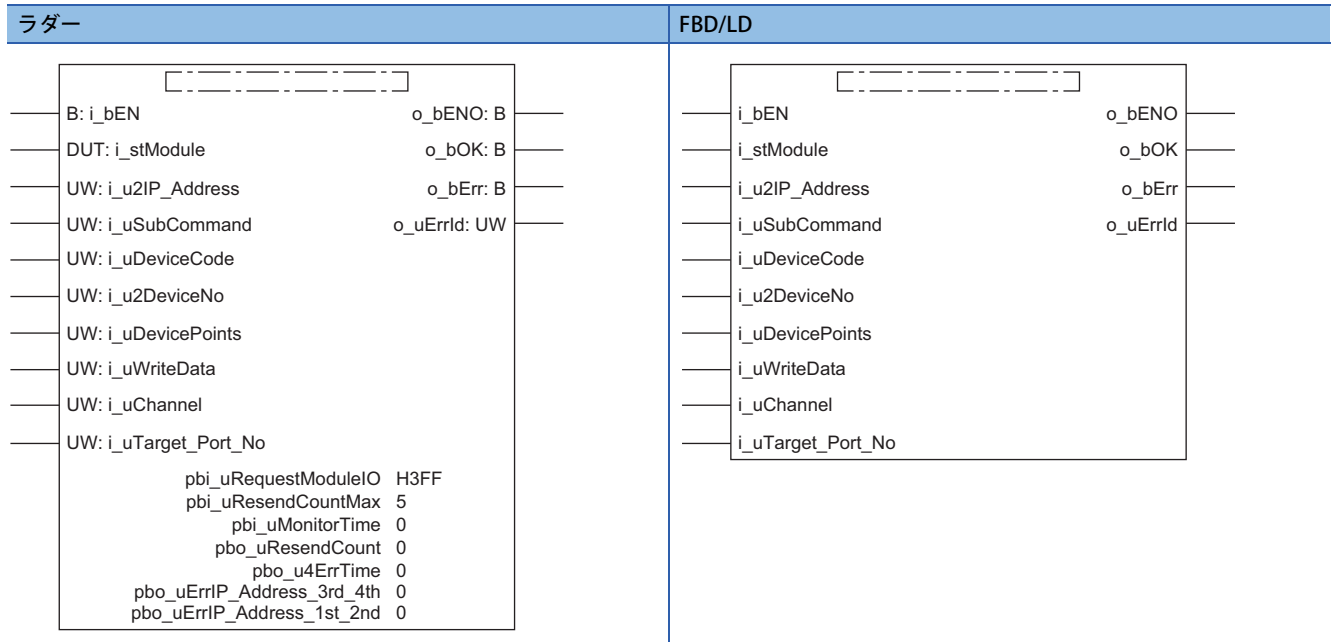 ラダー
FBD/LD
B: i_bEN
o_bENO: B
DUT: i_stModule
o_bOK: B
UW: i_u2IP_Address
o_bErr: B
UW: i_uSubCommand
o_uErrId: UW
UW: i_uDeviceCode
UW: i_u2DeviceNo
UW: i_uDevicePoints
UW: i_uWriteData
UW: i_uChannel
UW: i_uTarget_Port_No
pbi_uRequestModuleIO H3FF
pbi_uResendCountMax 5
pbi_uMonitorTime 0
pbo_uResendCount 0
pbo_u4ErrTime 0
pbo_uErrIP_Address_3rd_4th 0
pbo_uErrIP_Address_1st_2nd 0
i_bEN
o_bENO
i_stModule
o_bOK
i_u2IP_Address
o_bErr
i_uSubCommand
o_uErrId
i_uDeviceCode
i_u2DeviceNo
i_uDevicePoints
i_uWriteData
i_uChannel
i_uTarget_Port_No